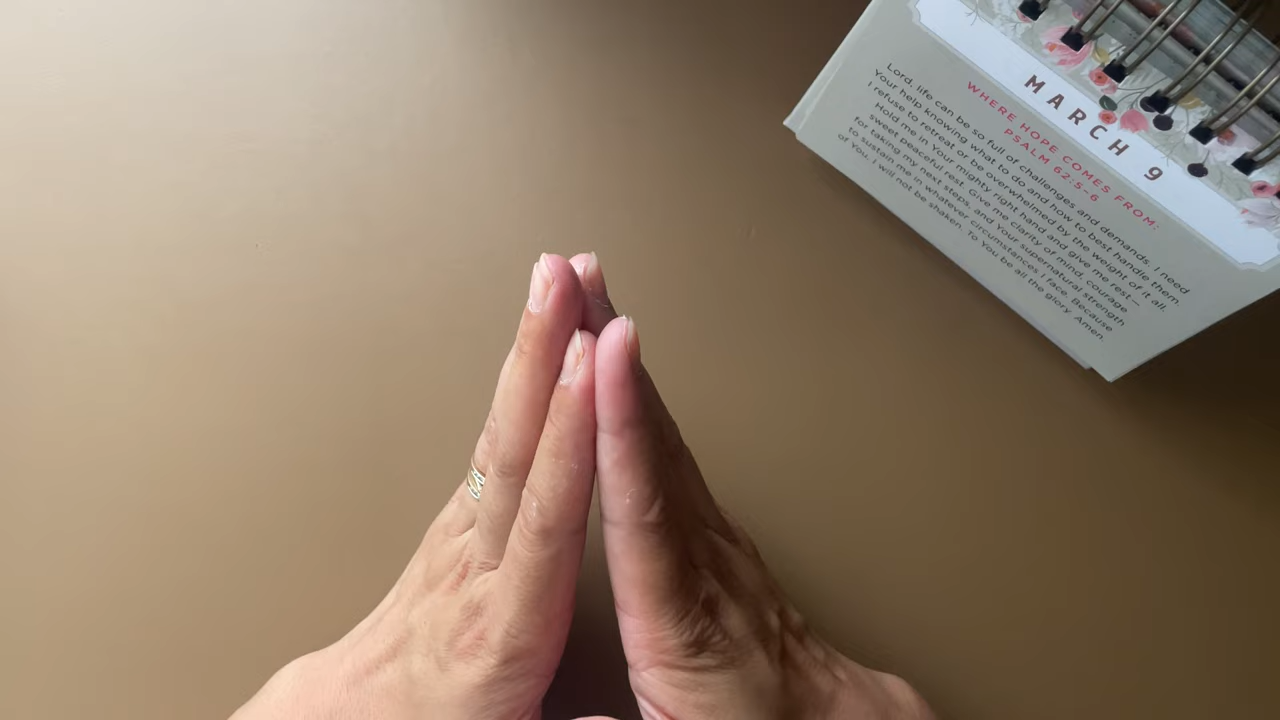 MARCH 9
WHERE HOPE COMES FROM:
PSALM 62:5–6
Lord, life can be so full of challenges and demands. I need
Your help knowing what to do and how to best handle them.
I refuse to retreat or be overwhelmed by the weight of it all.
Hold me in Your mighty right hand and give me rest—
sweet peaceful rest. Give me clarity of mind, courage
for taking my next steps, and Your supernatural strength
to sustain me in whatever circumstances I face. Because
of You, I will not be shaken. To You be all the glory. Amen.